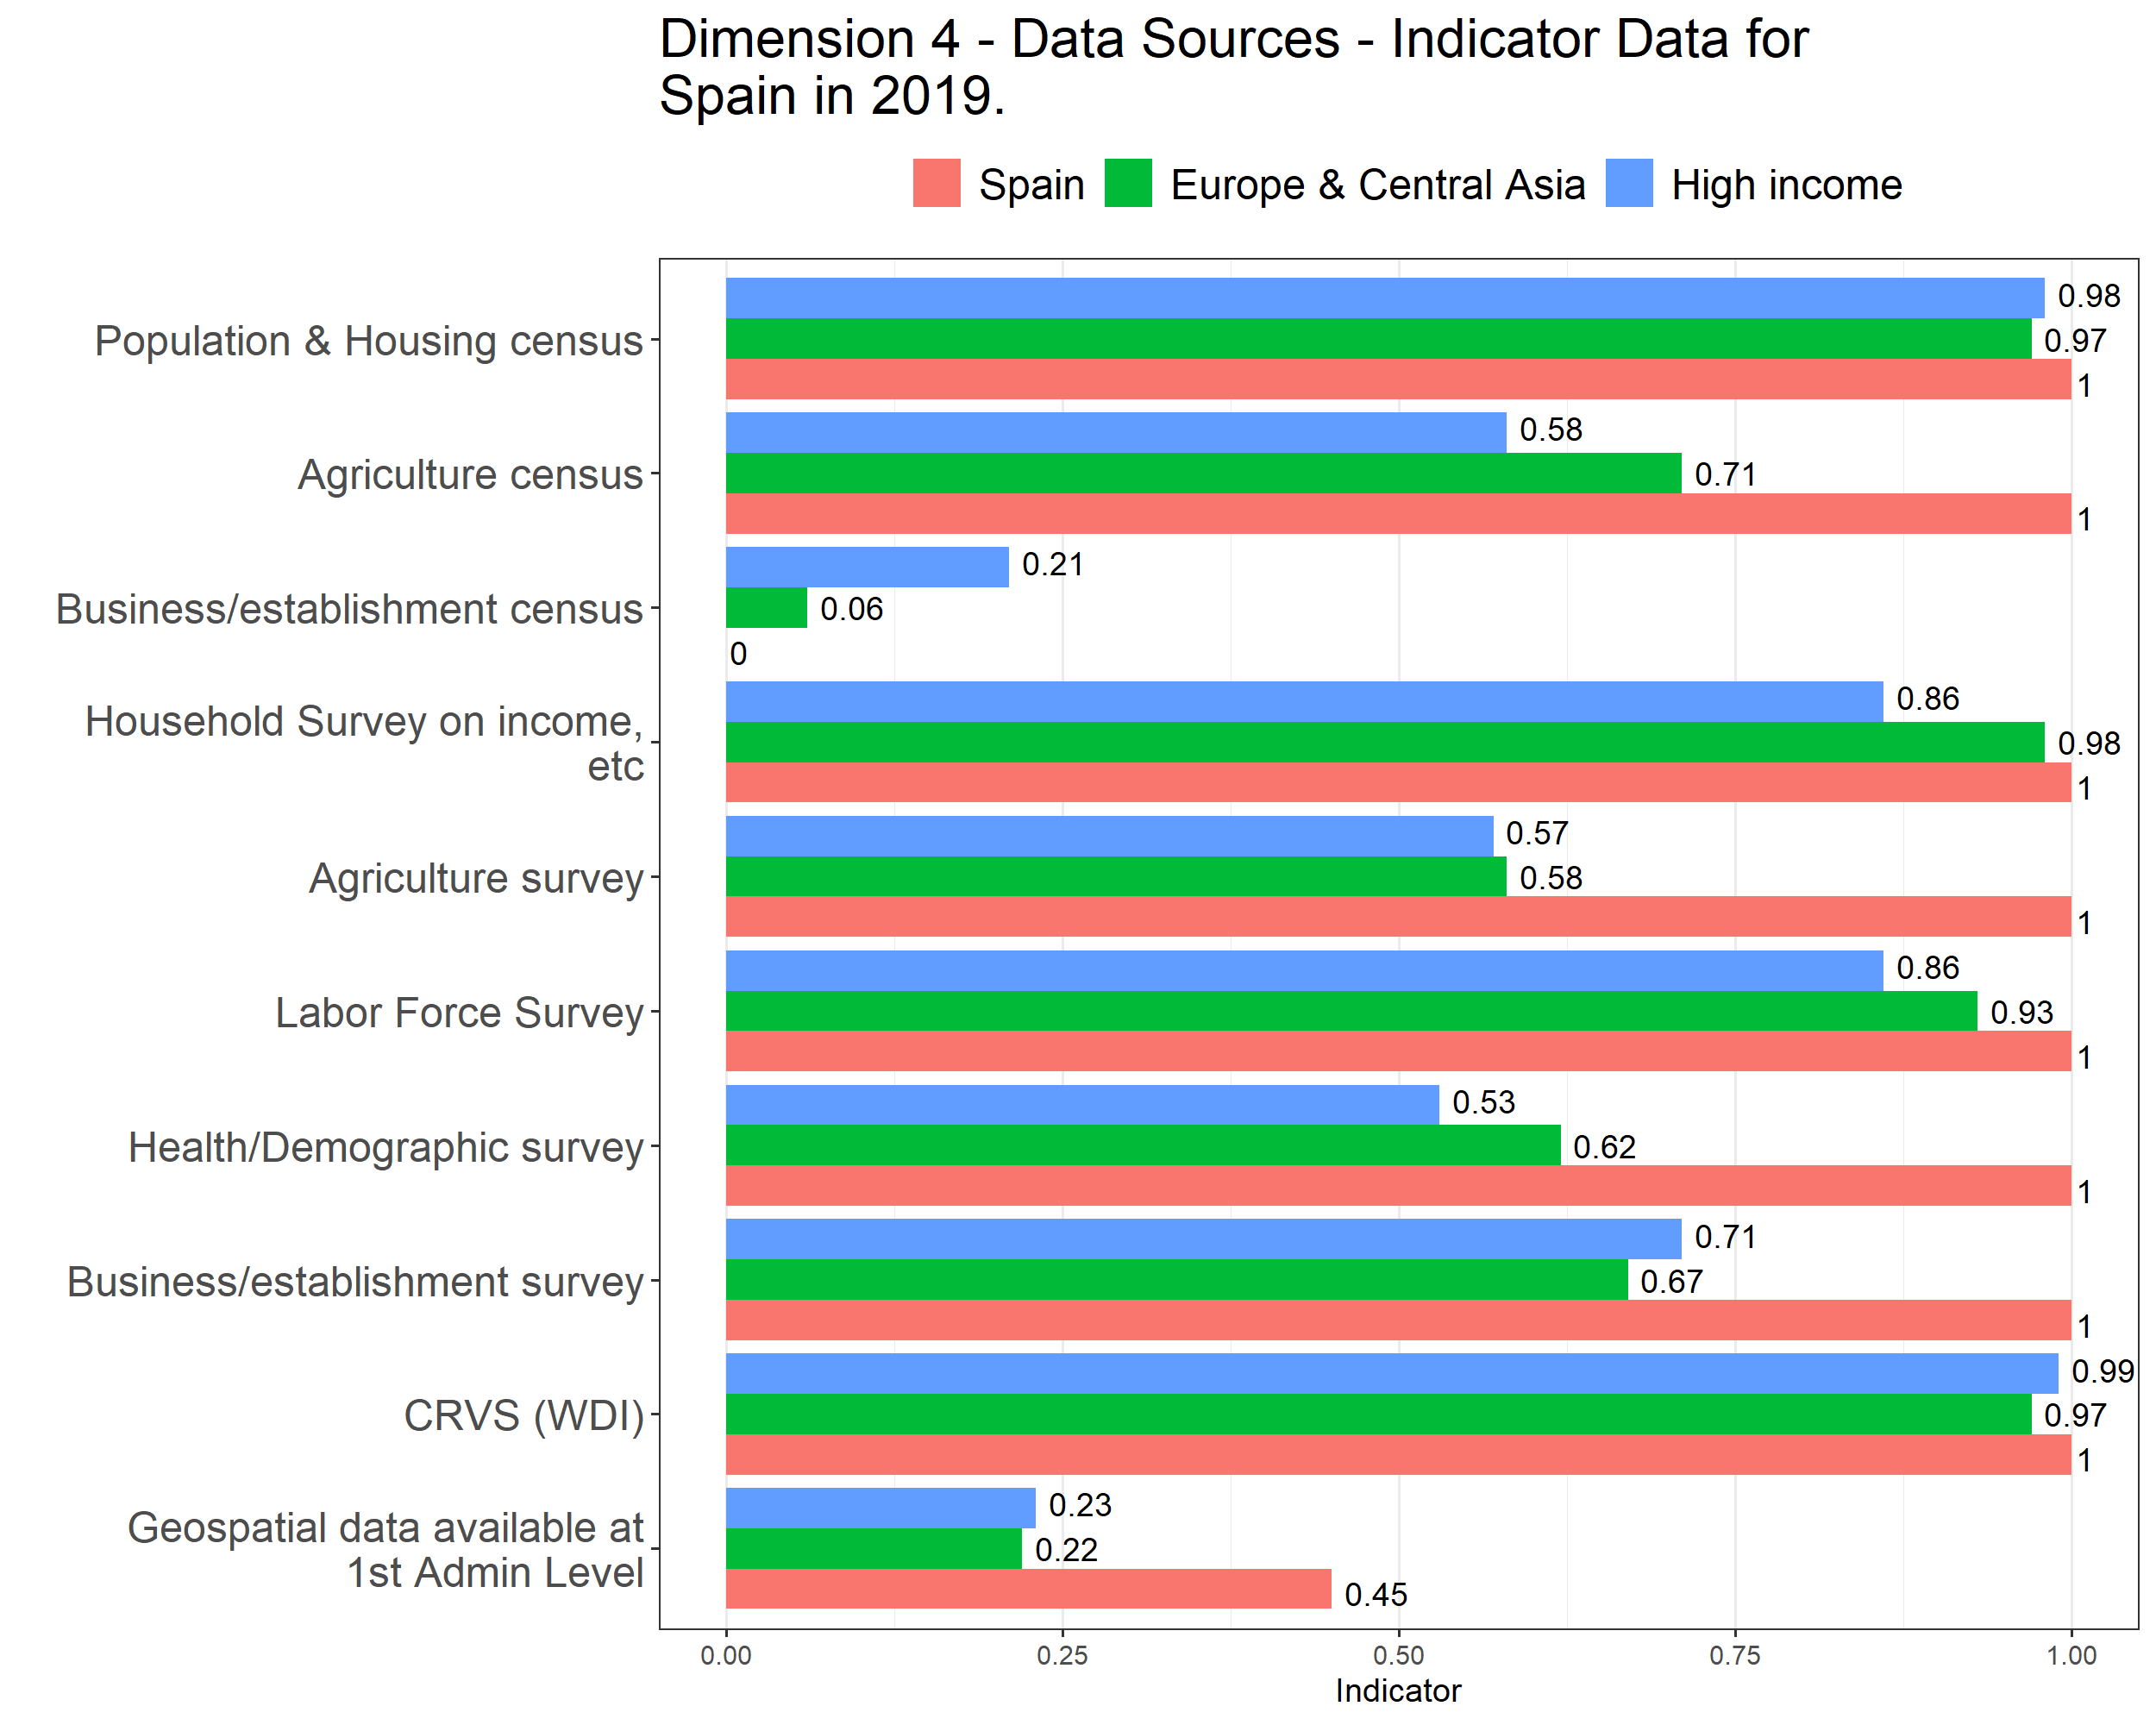 Dimension 4 - Data Sources - Indicator Data for
Spain in 2019.
Spain
Europe & Central Asia
High income
Population & Housing census
0.98
0.97
1
Agriculture census
0.58
0.71
1
Business/establishment census
0.21
0.06
0
Household Survey on income,
etc
0.86
0.98
1
Agriculture survey
0.57
0.58
1
Labor Force Survey
0.86
0.93
1
Health/Demographic survey
0.53
0.62
1
Business/establishment survey
0.71
0.67
1
CRVS (WDI)
0.99
0.97
1
Geospatial data available at
1st Admin Level
0.23
0.22
0.45
0.00
0.25
0.50
0.75
1.00
Indicator